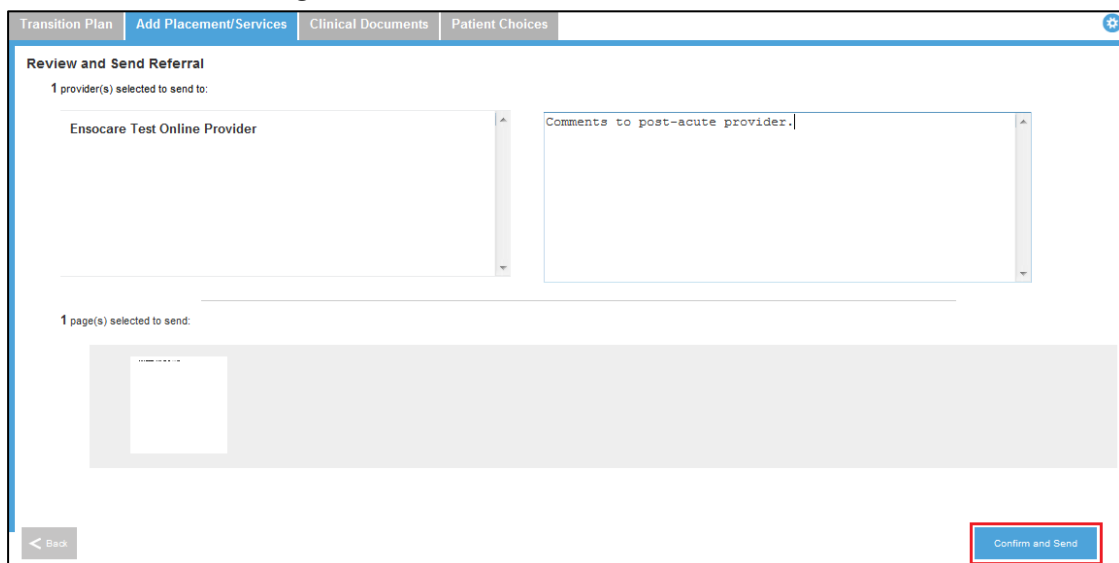 Transition Plan Add Placement/Services Clinical Documents Patient Choices
Review and Send Referral
1 provider(s) selected to send to:
Ensocare Test Online Provider
Comments to post-acute provider.
1 page(s) selected to send:
< Back
Confirm and Send